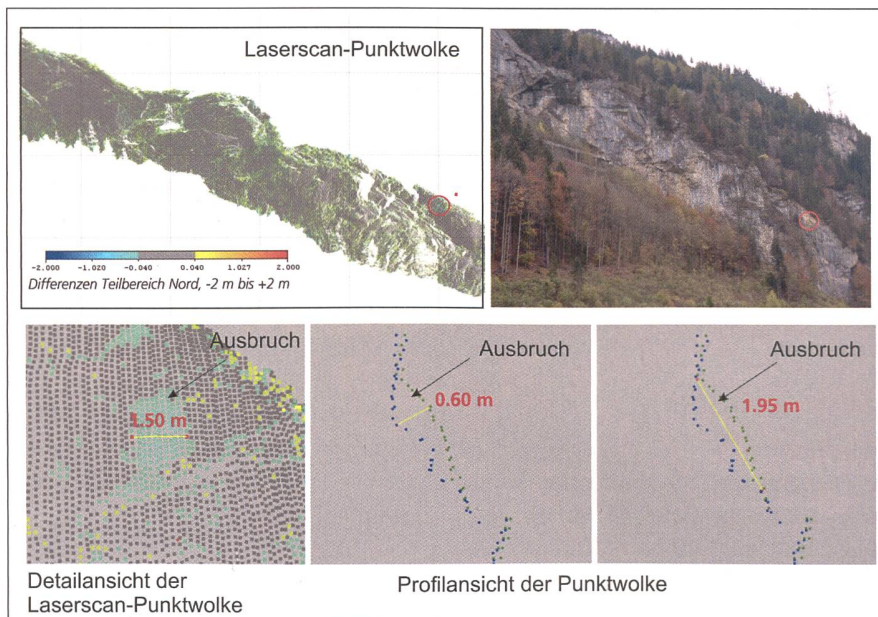 Laserscan-Punktwolke
-2.000 -1.020 -0.040 0.040 1.027 2.000
Differenzen Teilbereich Nord, -2 m bis +2 m
Ausbruch
1.50 m
Ausbruch
0.60 m
Ausbruch
1.95 m
Detailansicht der
Laserscan-Punktwolke
Profilansicht der Punktwolke